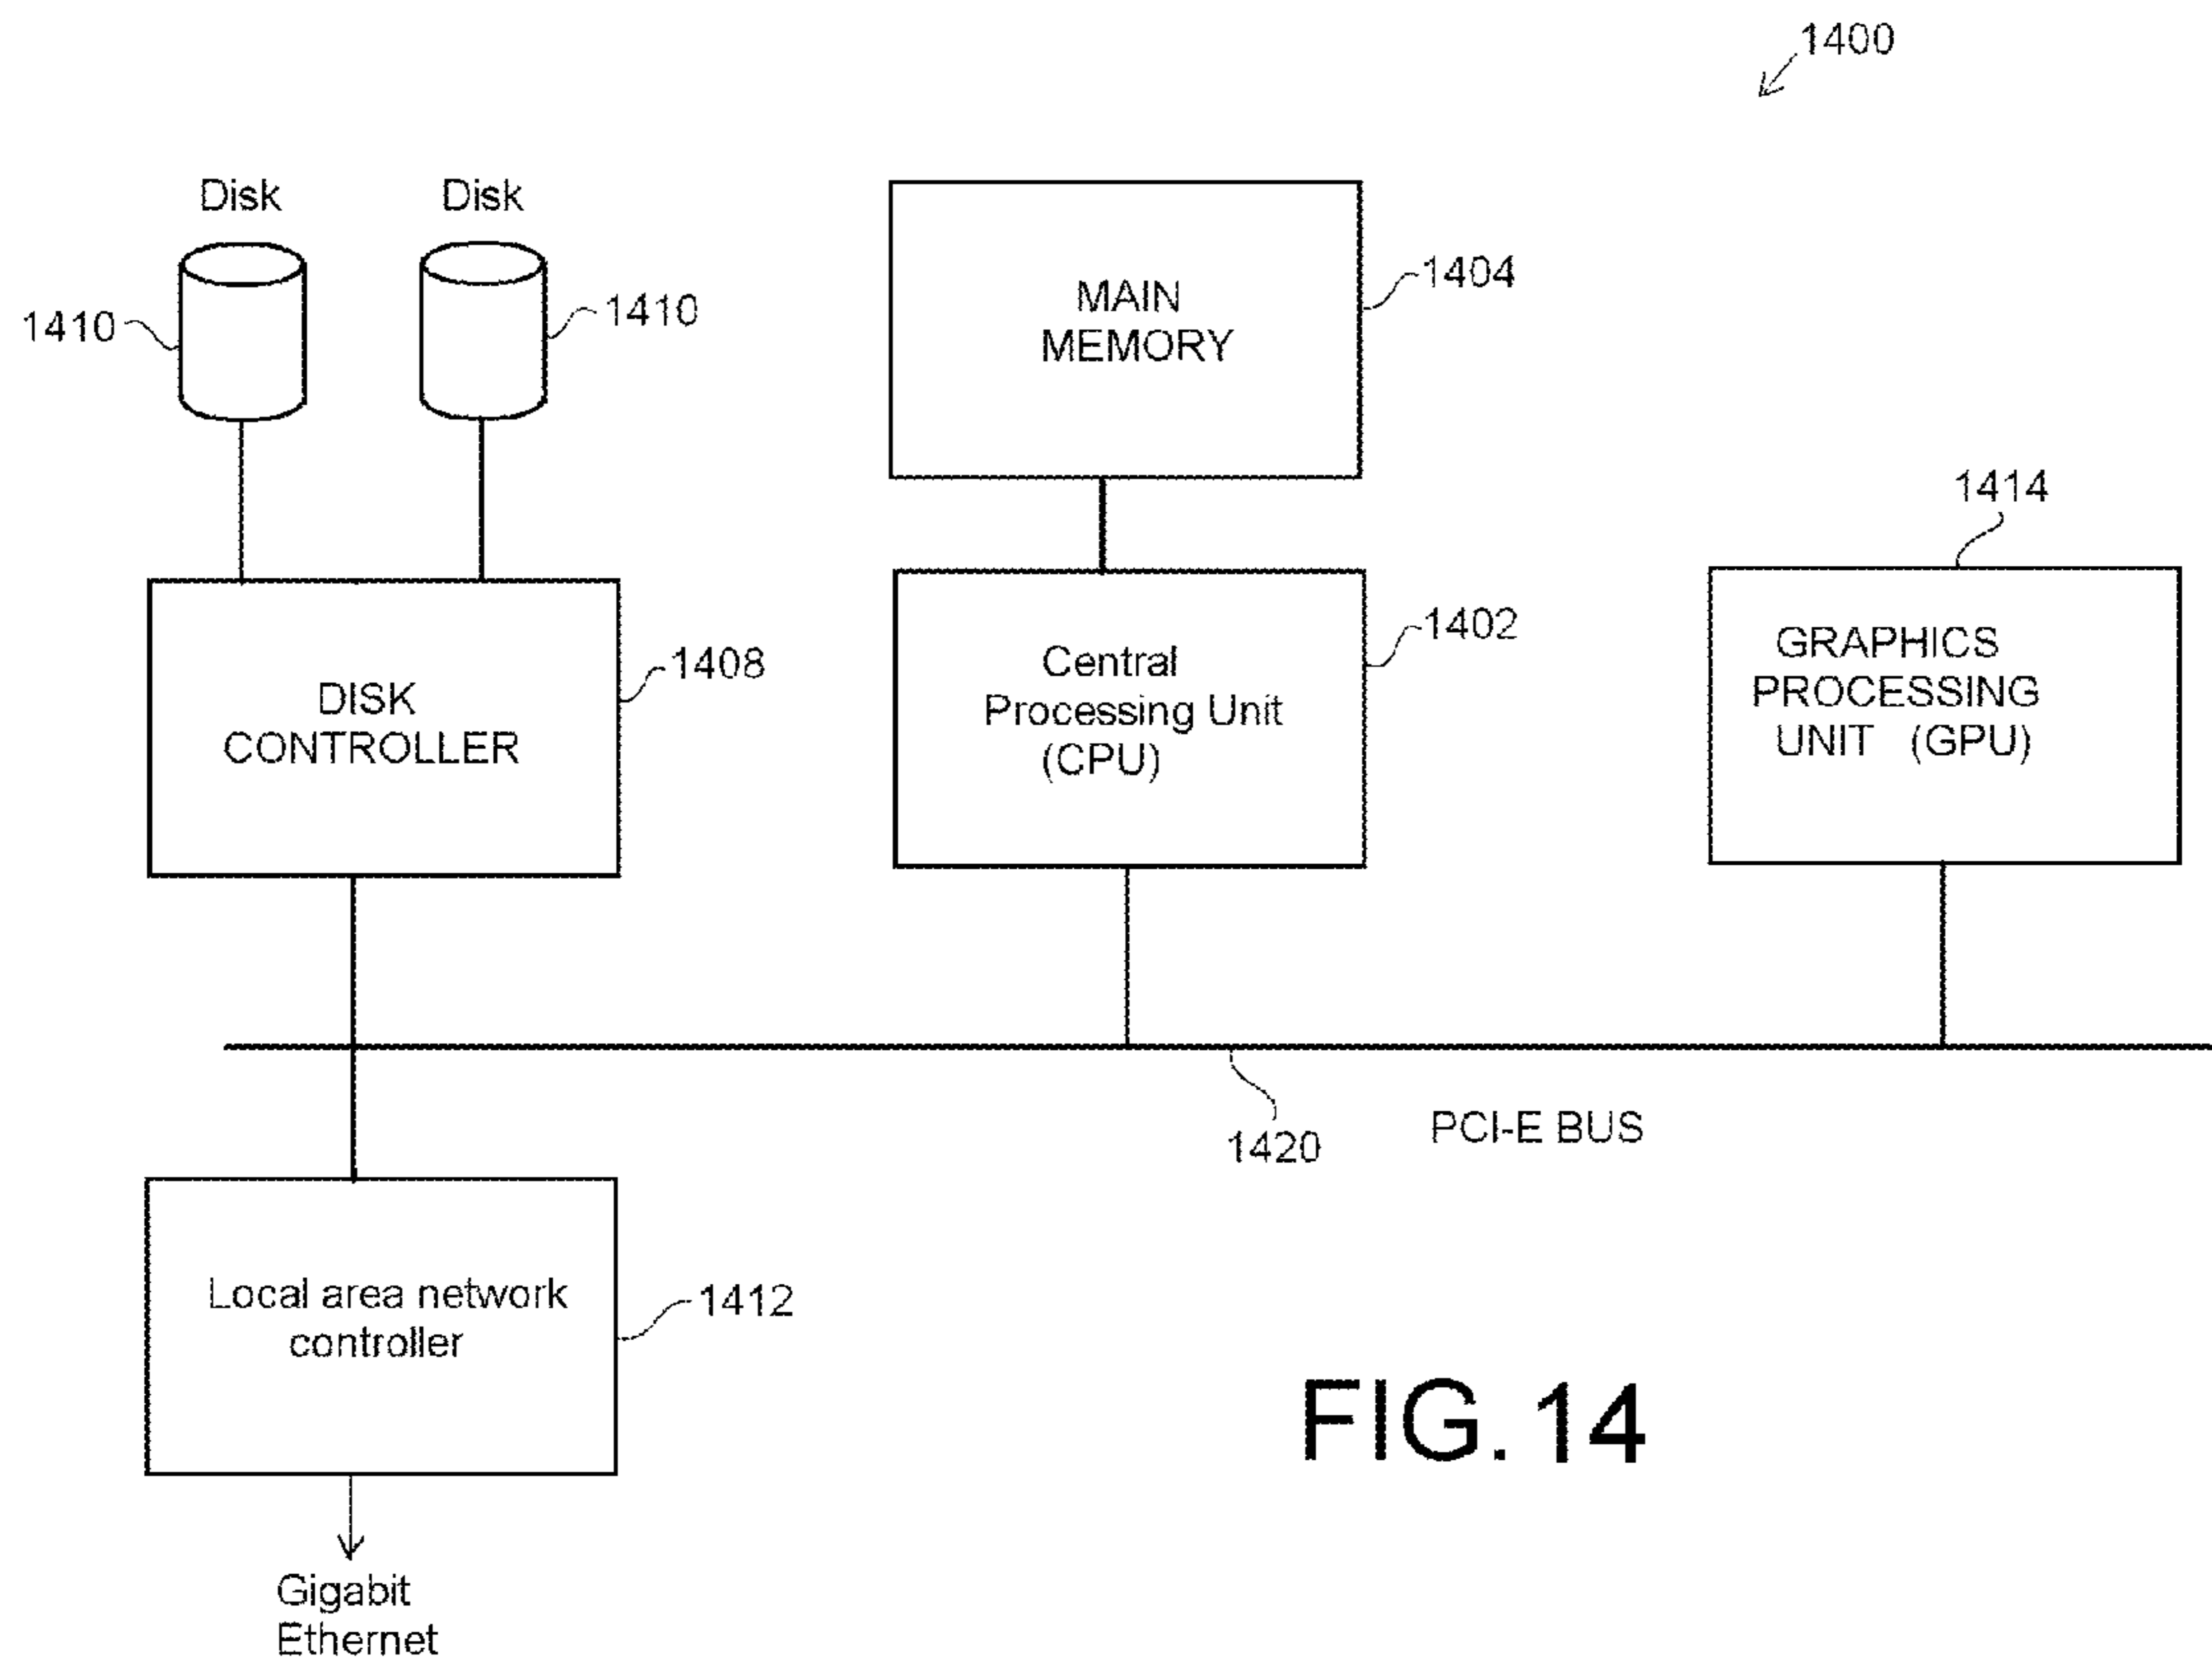 1400
Disk
Disk
1410
1410
MAIN
MEMORY
1404
1414
DISK
CONTROLLER
1408
Central
Processing Unit
(CPU)
1402
GRAPHICS
PROCESSING
UNIT (GPU)
1420
PCI-E BUS
Local area network
controller
1412
FIG. 14
Gigabit
Ethernet